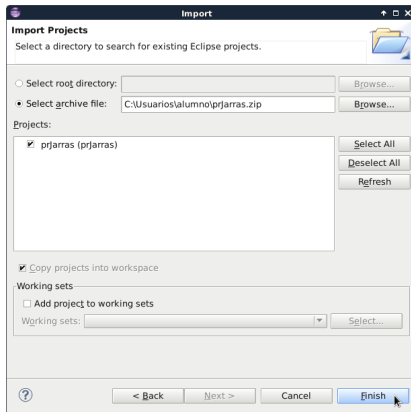 Import
Import Projects
Select a directory to search for existing Eclipse projects.
Select root directory:
Browse...
Select archive file: C:\Usuarios\alumno\prJarras.zip Browse...
Projects:
prJarras (prJarras)
Select All
Deselect All
Refresh
Copy projects into workspace
Working sets
Add project to working sets
Working sets: Select...
? < Back Next > Cancel Finish